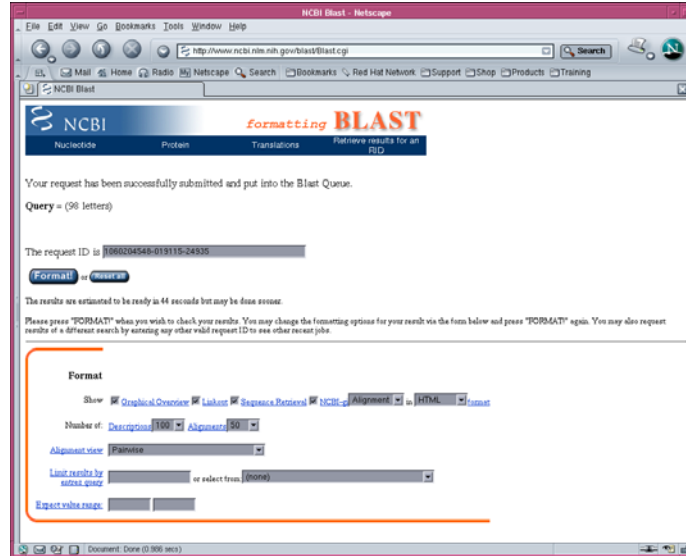 NCBI Blast - Netscape
File Edit View Go Bookmarks Tools Window Help
http://www.ncbi.nlm.nih.gov/blast/Blast.cgi Search
Mail Home Radio Netscape Search Bookmarks Red Hat Network Support Shop Products Training
NCBI Blast
NCBI formatting BLAST
Nucleotide Protein Translations Retrieve results for an RID
Your request has been successfully submitted and put into the Blast Queue.
Query = (98 letters)
The request ID is 1060204548-019115-24935
Format! or Reset all
The results are estimated to be ready in 44 seconds but may be done sooner.
Please press "FORMAT!" when you wish to check your results. You may change the formatting options for your result via the form below and press "FORMAT!" again. You may also request
results of a different search by entering any other valid request ID to see other recent jobs.
Format
Show Graphical Overview Linkout Sequence Retrieval NCBI-gi Alignment in HTML format
Number of: Descriptions 100 Alignments 50
Alignment view Pairwise
Limit results by
entrez query or select from: (none)
Expect value range:
Document: Done (0.986 secs)